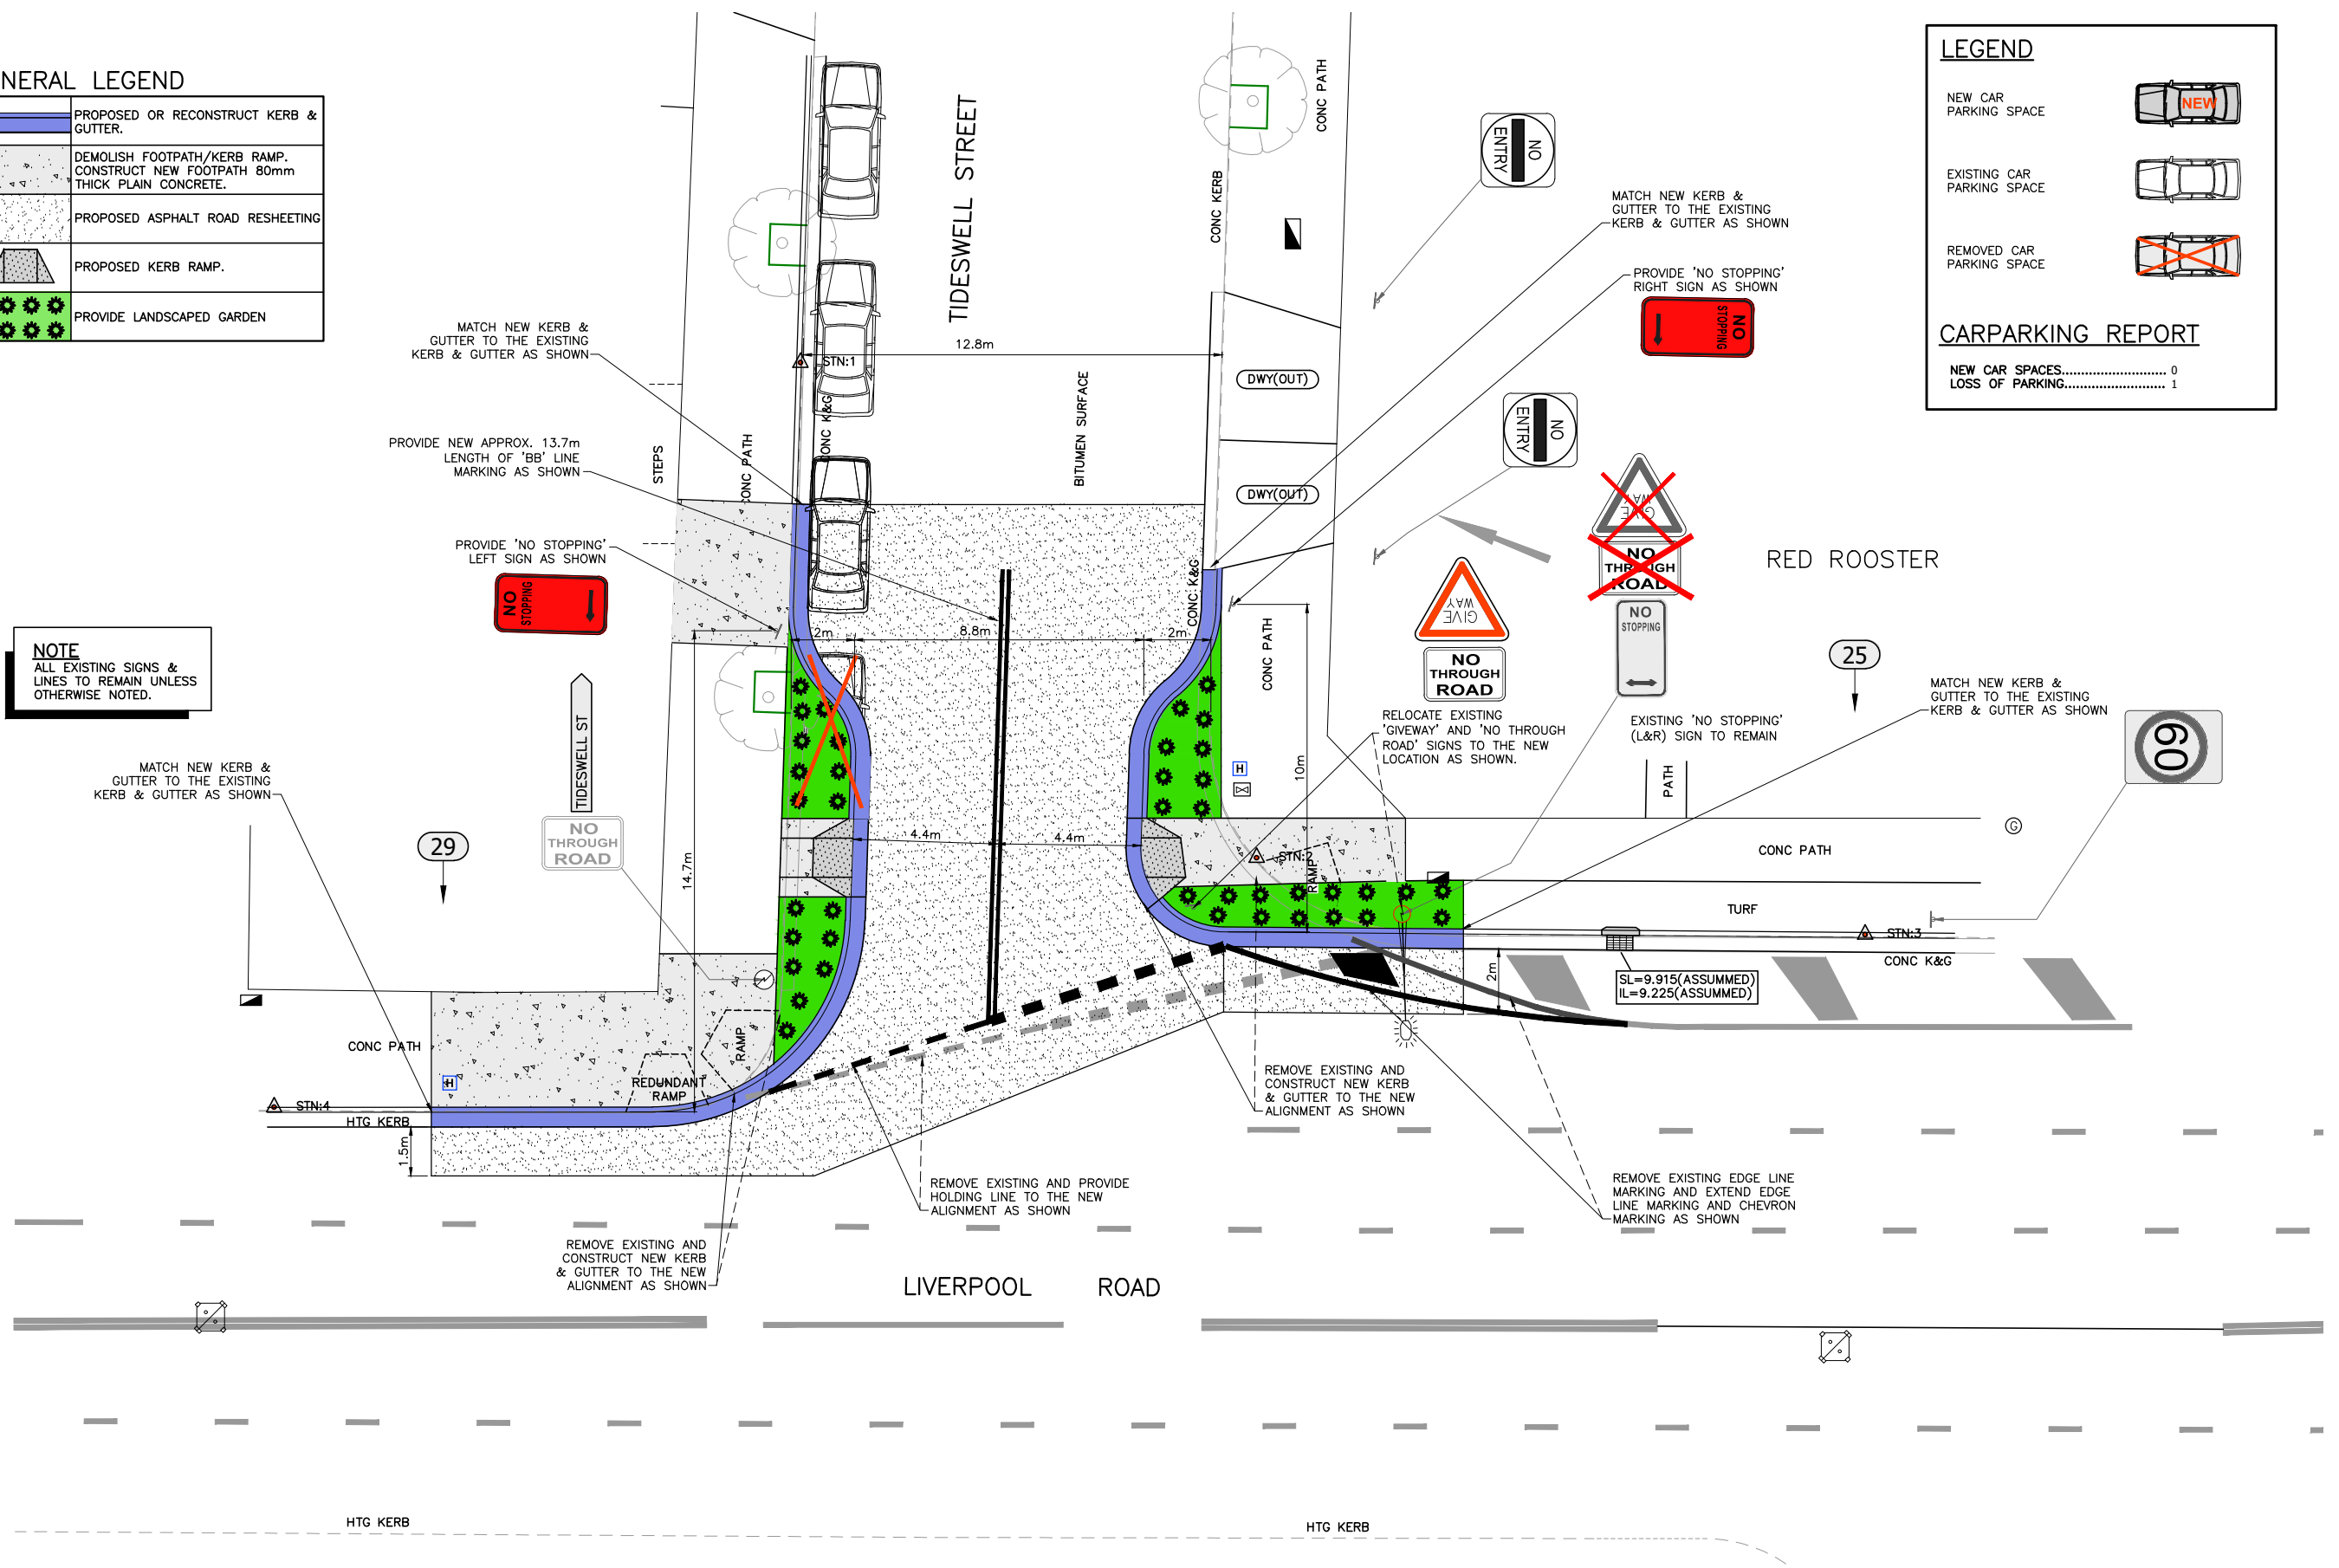 NERAL LEGEND
PROPOSED OR RECONSTRUCT KERB &
GUTTER.
DEMOLISH FOOTPATH/KERB RAMP.
CONSTRUCT NEW FOOTPATH 80mm
THICK PLAIN CONCRETE.
PROPOSED ASPHALT ROAD RESHEETING
PROPOSED KERB RAMP.
PROVIDE LANDSCAPED GARDEN
LEGEND
NEW CAR
PARKING SPACE
NEW
EXISTING CAR
PARKING SPACE
REMOVED CAR
PARKING SPACE
CARPARKING REPORT
NEW CAR SPACES.......................... 0
LOSS OF PARKING......................... 1
TIDESWELL STREET
CONC PATH
CONC KERB
NO
ENTRY
MATCH NEW KERB &
GUTTER TO THE EXISTING
KERB & GUTTER AS SHOWN
PROVIDE 'NO STOPPING'
RIGHT SIGN AS SHOWN
NO
STOPPING
MATCH NEW KERB &
GUTTER TO THE EXISTING
KERB & GUTTER AS SHOWN
12.8m
STN:1
DWY(OUT)
CONC K&G
BITUMEN SURFACE
NO
ENTRY
PROVIDE NEW APPROX. 13.7m
LENGTH OF 'BB' LINE
MARKING AS SHOWN
STEPS
CONC PATH
DWY(OUT)
GIVE
WAY
NO
THROUGH
ROAD
RED ROOSTER
PROVIDE 'NO STOPPING'
LEFT SIGN AS SHOWN
NO
STOPPING
CONC K&G
CONC PATH
GIVE
WAY
NO
THROUGH
ROAD
NO
STOPPING
2m
8.8m
2m
NOTE
ALL EXISTING SIGNS &
LINES TO REMAIN UNLESS
OTHERWISE NOTED.
25
MATCH NEW KERB &
GUTTER TO THE EXISTING
KERB & GUTTER AS SHOWN
60
RELOCATE EXISTING
'GIVEWAY' AND 'NO THROUGH
ROAD' SIGNS TO THE NEW
LOCATION AS SHOWN.
EXISTING 'NO STOPPING'
(L&R) SIGN TO REMAIN
PATH
TIDESWELL ST
NO
THROUGH
ROAD
MATCH NEW KERB &
GUTTER TO THE EXISTING
KERB & GUTTER AS SHOWN
H
10m
29
14.7m
4.4m
4.4m
STN:2
RAMP
G
CONC PATH
TURF
STN:3
CONC K&G
2m
SL=9.915(ASSUMMED)
IL=9.225(ASSUMMED)
CONC PATH
H
RAMP
REDUNDANT
RAMP
STN:4
HTG KERB
1.5m
REMOVE EXISTING AND
CONSTRUCT NEW KERB
& GUTTER TO THE NEW
ALIGNMENT AS SHOWN
REMOVE EXISTING AND PROVIDE
HOLDING LINE TO THE NEW
ALIGNMENT AS SHOWN
REMOVE EXISTING EDGE LINE
MARKING AND EXTEND EDGE
LINE MARKING AND CHEVRON
MARKING AS SHOWN
REMOVE EXISTING AND
CONSTRUCT NEW KERB
& GUTTER TO THE NEW
ALIGNMENT AS SHOWN
LIVERPOOL ROAD
HTG KERB
HTG KERB